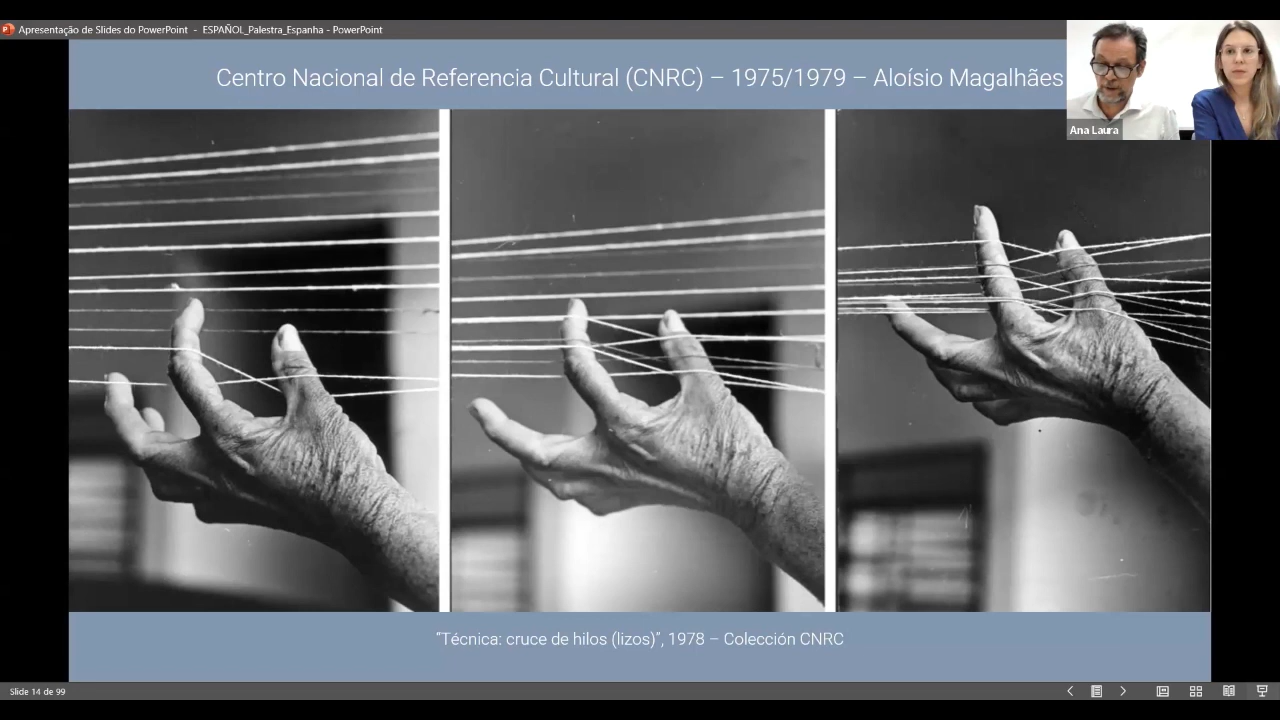 Apresentação de Slides do PowerPoint - ESPAÑOL_Palestra_Espanha - PowerPoint
Centro Nacional de Referencia Cultural (CNRC) – 1975/1979 – Aloísio Magalhães
Ana Laura
“Técnica: cruce de hilos (lizos)”, 1978 – Colección CNRC
Slide 14 de 99